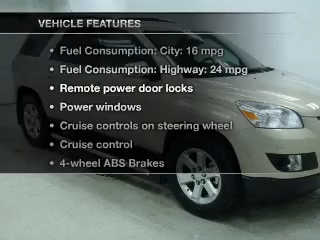 VEHICLE FEATURES
• Fuel Consumption: City: 16 mpg
• Fuel Consumption: Highway: 24 mpg
• Remote power door locks
• Power windows
• Cruise controls on steering wheel
• Cruise control
• 4-wheel ABS Brakes